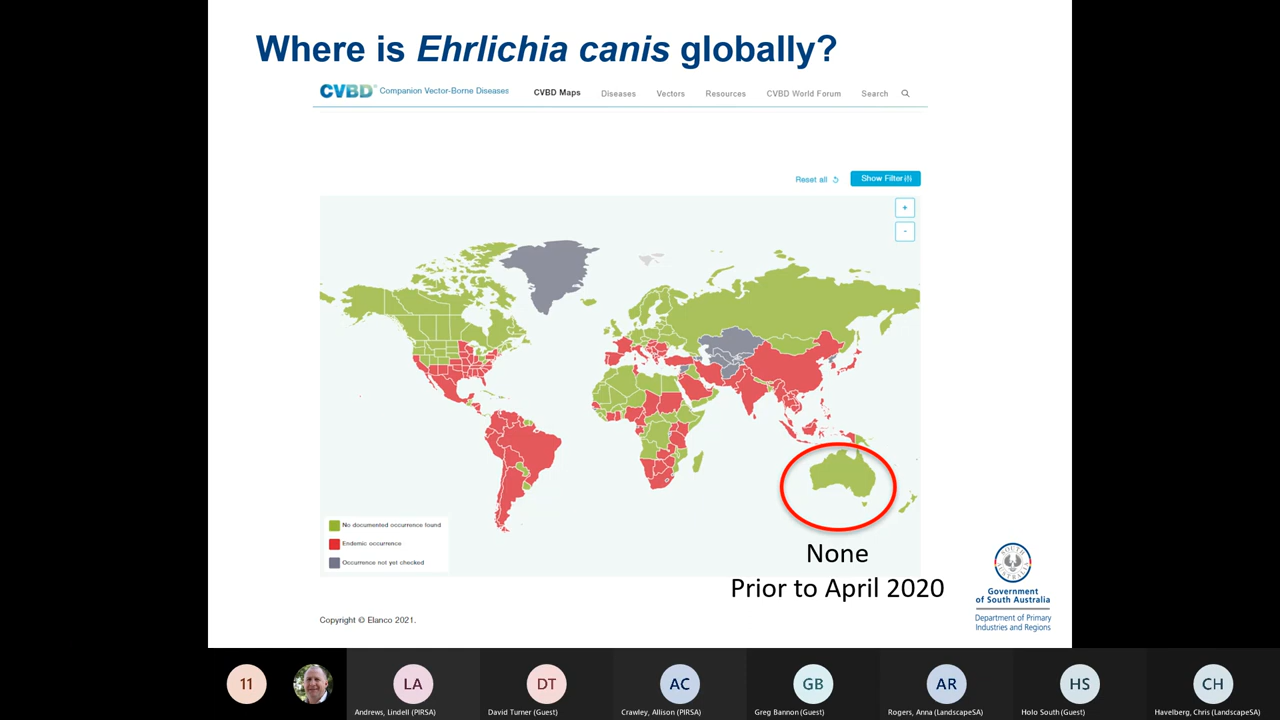 Where is Ehrlichia canis globally?
CVBD® Companion Vector-Borne Diseases CVBD Maps Diseases Vectors Resources CVBD World Forum Search
Reset all Show Filter
+
-
No documented occurrence found
Endemic occurrence
Occurrence not yet checked
None
Prior to April 2020
SOUTH
AUSTRALIA
Government
of South Australia
Department of Primary
Industries and Regions
Copyright © Elanco 2021.
11 LA DT AC GB AR HS CH
Andrews, Lindell (PIRSA) David Turner (Guest) Crawley, Allison (PIRSA) Greg Bannon (Guest) Rogers, Anna (LandscapeSA) Holo South (Guest) Havelberg, Chris (LandscapeSA)